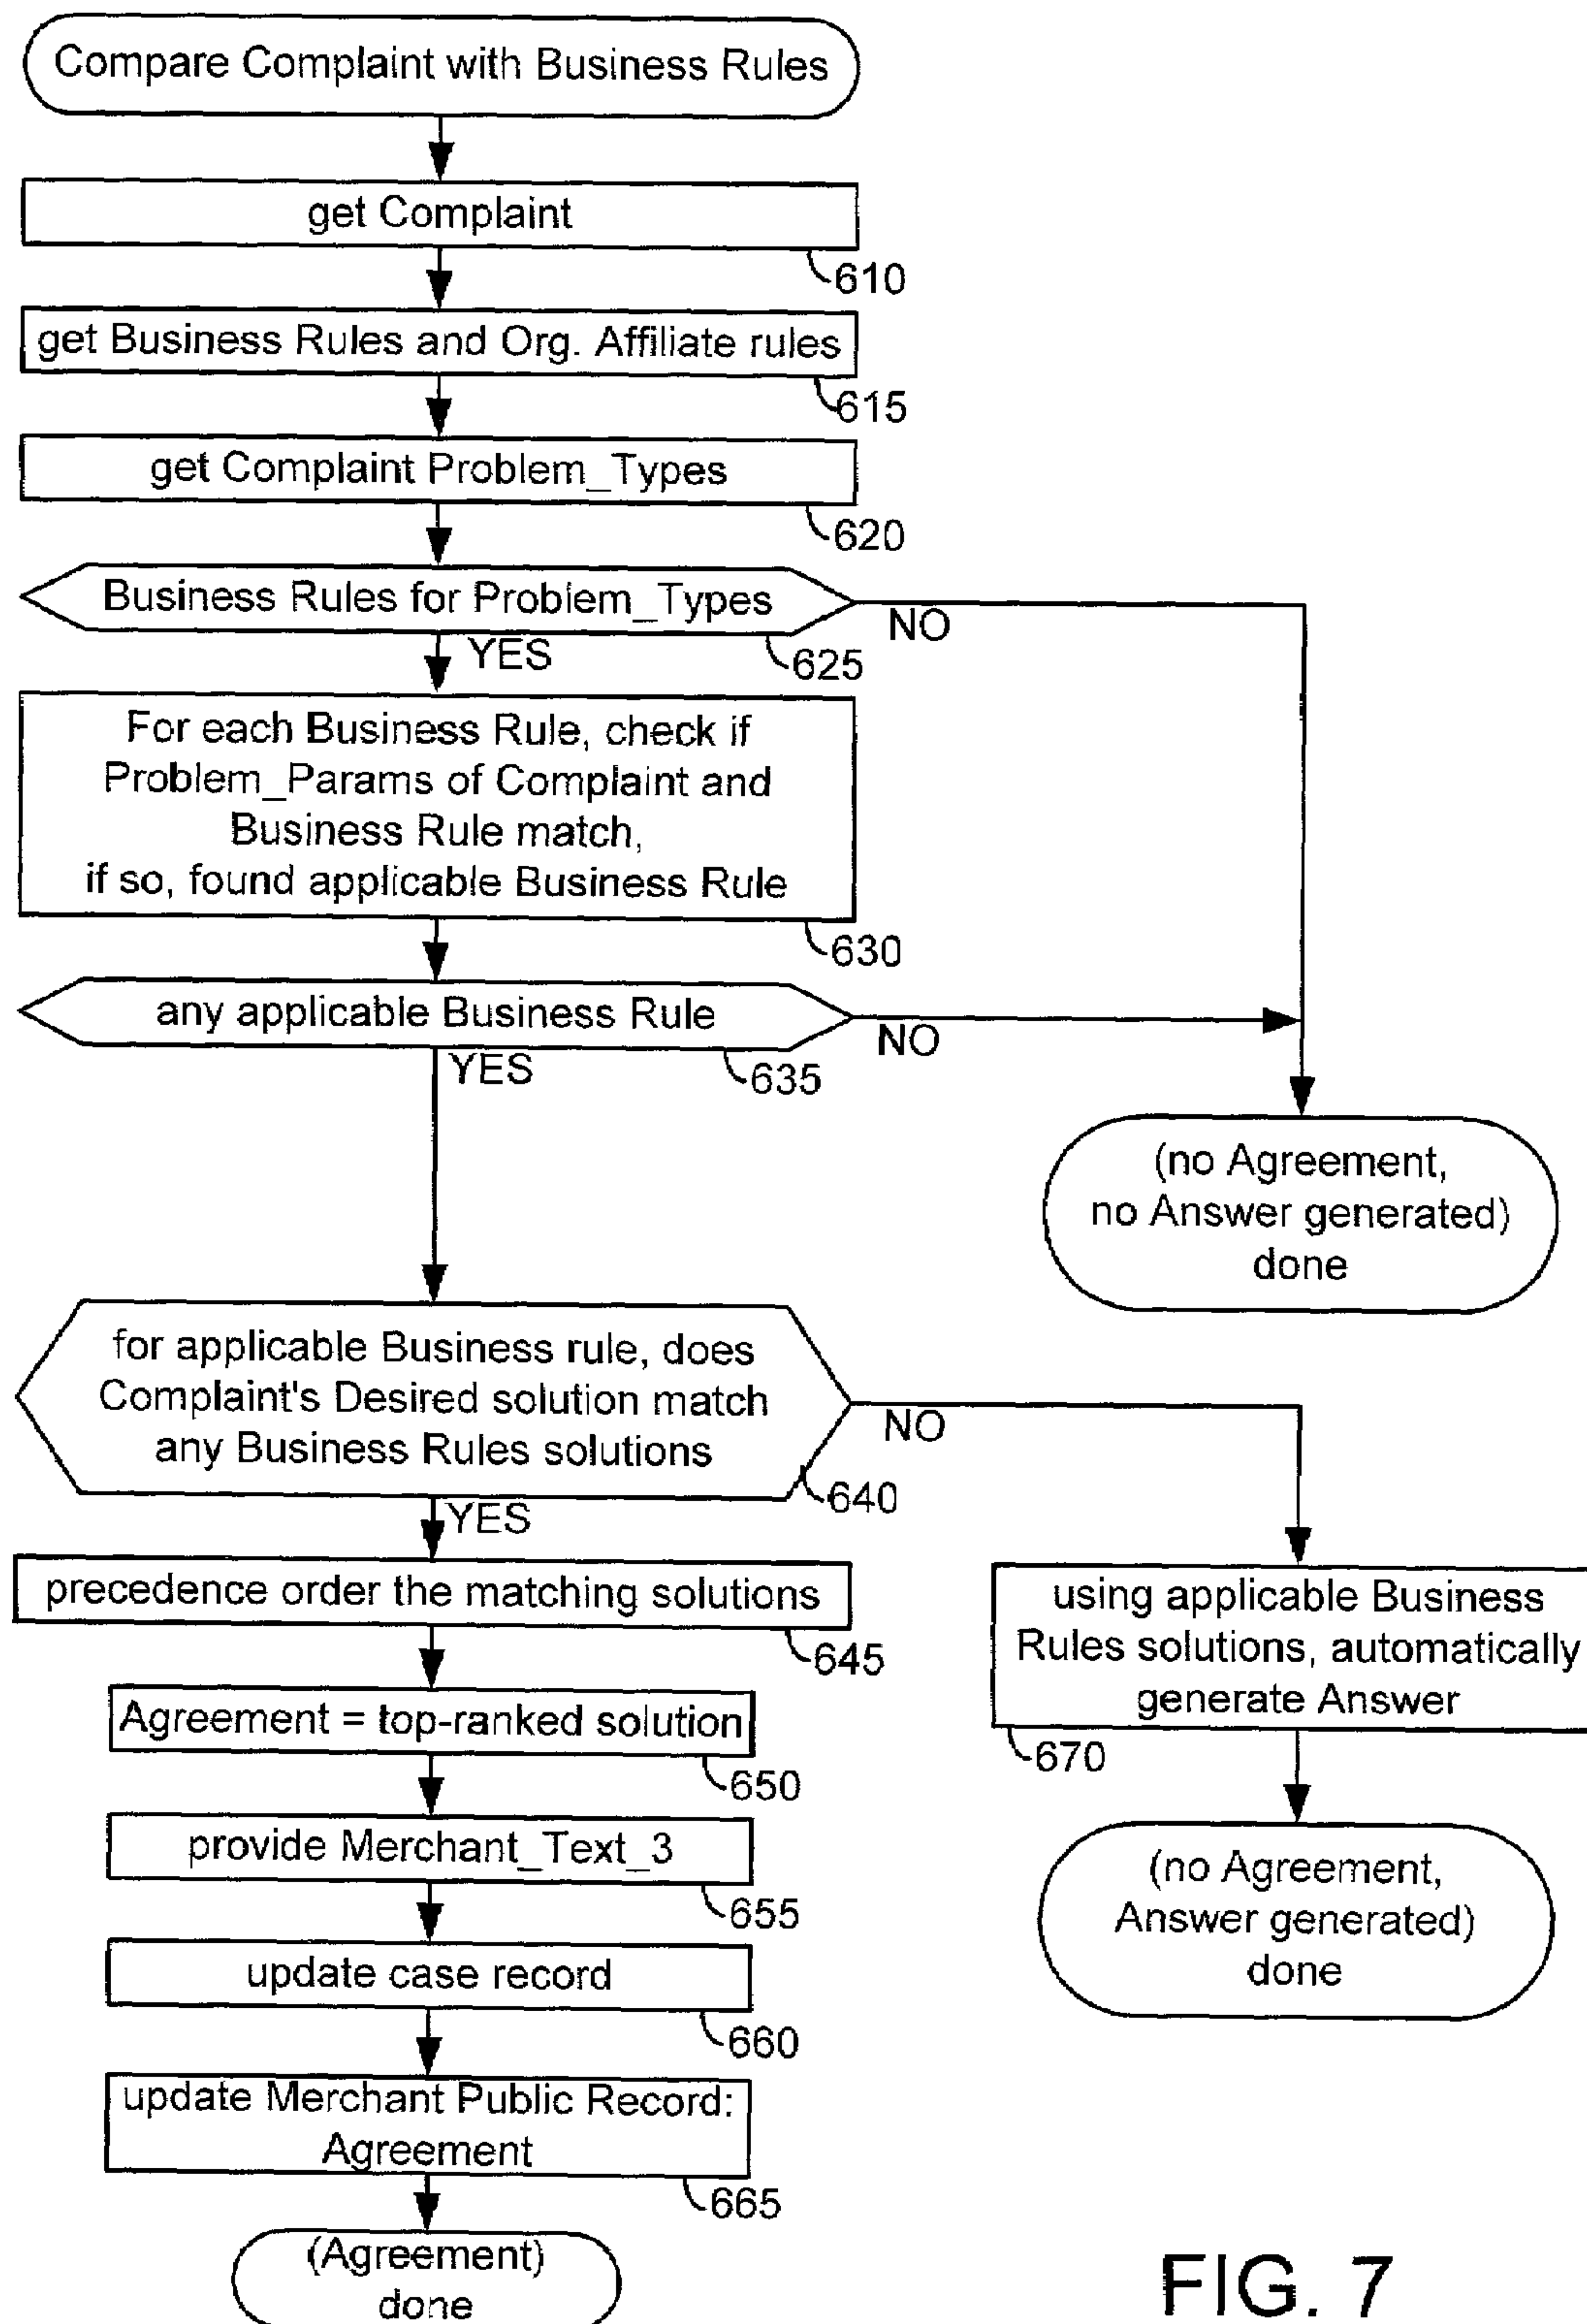 Compare Complaint with Business Rules
get Complaint
610
get Business Rules and Org. Affiliate rules
615
get Complaint Problem_Types
620
Business Rules for Problem_Types
NO
YES
625
For each Business Rule, check if
Problem_Params of Complaint and
Business Rule match,
if so, found applicable Business Rule
630
any applicable Business Rule
NO
YES
635
(no Agreement,
no Answer generated)
done
for applicable Business rule, does
Complaint's Desired solution match
any Business Rules solutions
NO
640
YES
precedence order the matching solutions
645
using applicable Business
Rules solutions, automatically
generate Answer
670
Agreement = top-ranked solution
650
provide Merchant_Text_3
655
(no Agreement,
Answer generated)
done
update case record
660
update Merchant Public Record:
Agreement
665
(Agreement)
done
FIG. 7